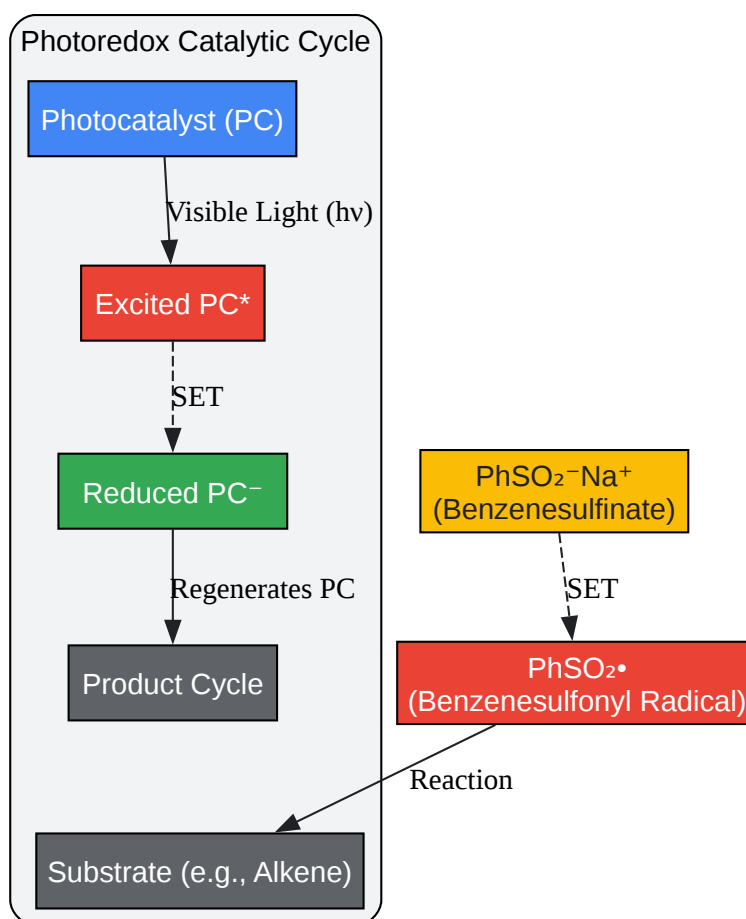 Photoredox Catalytic Cycle
Photocatalyst (PC)
Visible Light (hν)
Excited PC*
SET
Reduced PC⁻
PhSO₂⁻Na⁺
(Benzenesulfinate)
Regenerates PC
SET
Product Cycle
PhSO₂•
(Benzenesulfonyl Radical)
Reaction
Substrate (e.g., Alkene)